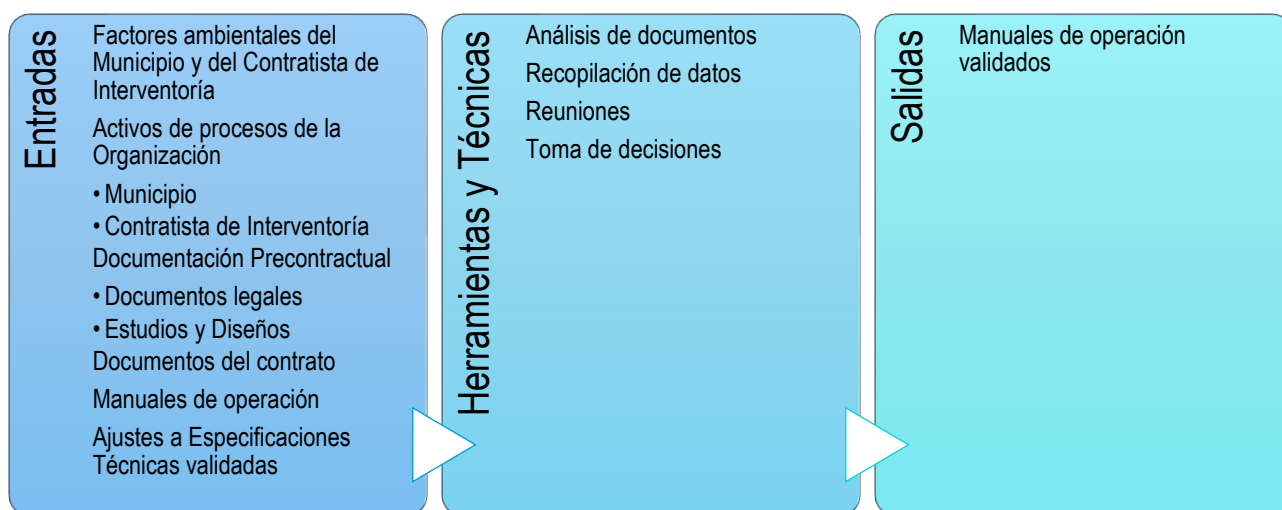 Entradas
Factores ambientales del
Municipio y del Contratista de
Interventoría
Activos de procesos de la
Organización
• Municipio
• Contratista de Interventoría
Documentación Precontractual
• Documentos legales
• Estudios y Diseños
Documentos del contrato
Manuales de operación
Ajustes a Especificaciones
Técnicas validadas
Herramientas y Técnicas
Análisis de documentos
Recopilación de datos
Reuniones
Toma de decisiones
Salidas
Manuales de operación
validados